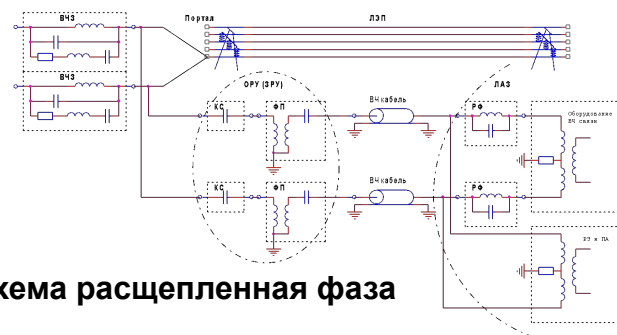 ВЧЗ
Портал
ЛЭП
ВЧЗ
ОРУ (ЗРУ)
ЛАЗ
КС
ФП
ВЧ кабель
РФ
Оборудование
ВЧ связи
КС
ФП
ВЧ кабель
РФ
РЗ и ПА
хема расщепленная фаза